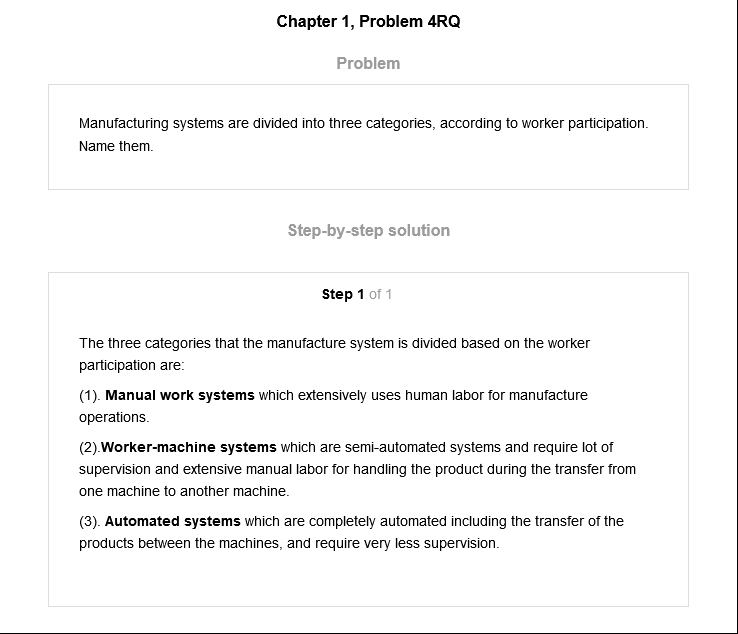 Chapter 1, Problem 4RQ
Problem
Manufacturing systems are divided into three categories, according to worker participation.
Name them.
Step-by-step solution
Step 1 of 1
The three categories that the manufacture system is divided based on the worker
participation are:
(1). Manual work systems which extensively uses human labor for manufacture
operations.
(2).Worker-machine systems which are semi-automated systems and require lot of
supervision and extensive manual labor for handling the product during the transfer from
one machine to another machine.
(3). Automated systems which are completely automated including the transfer of the
products between the machines, and require very less supervision.